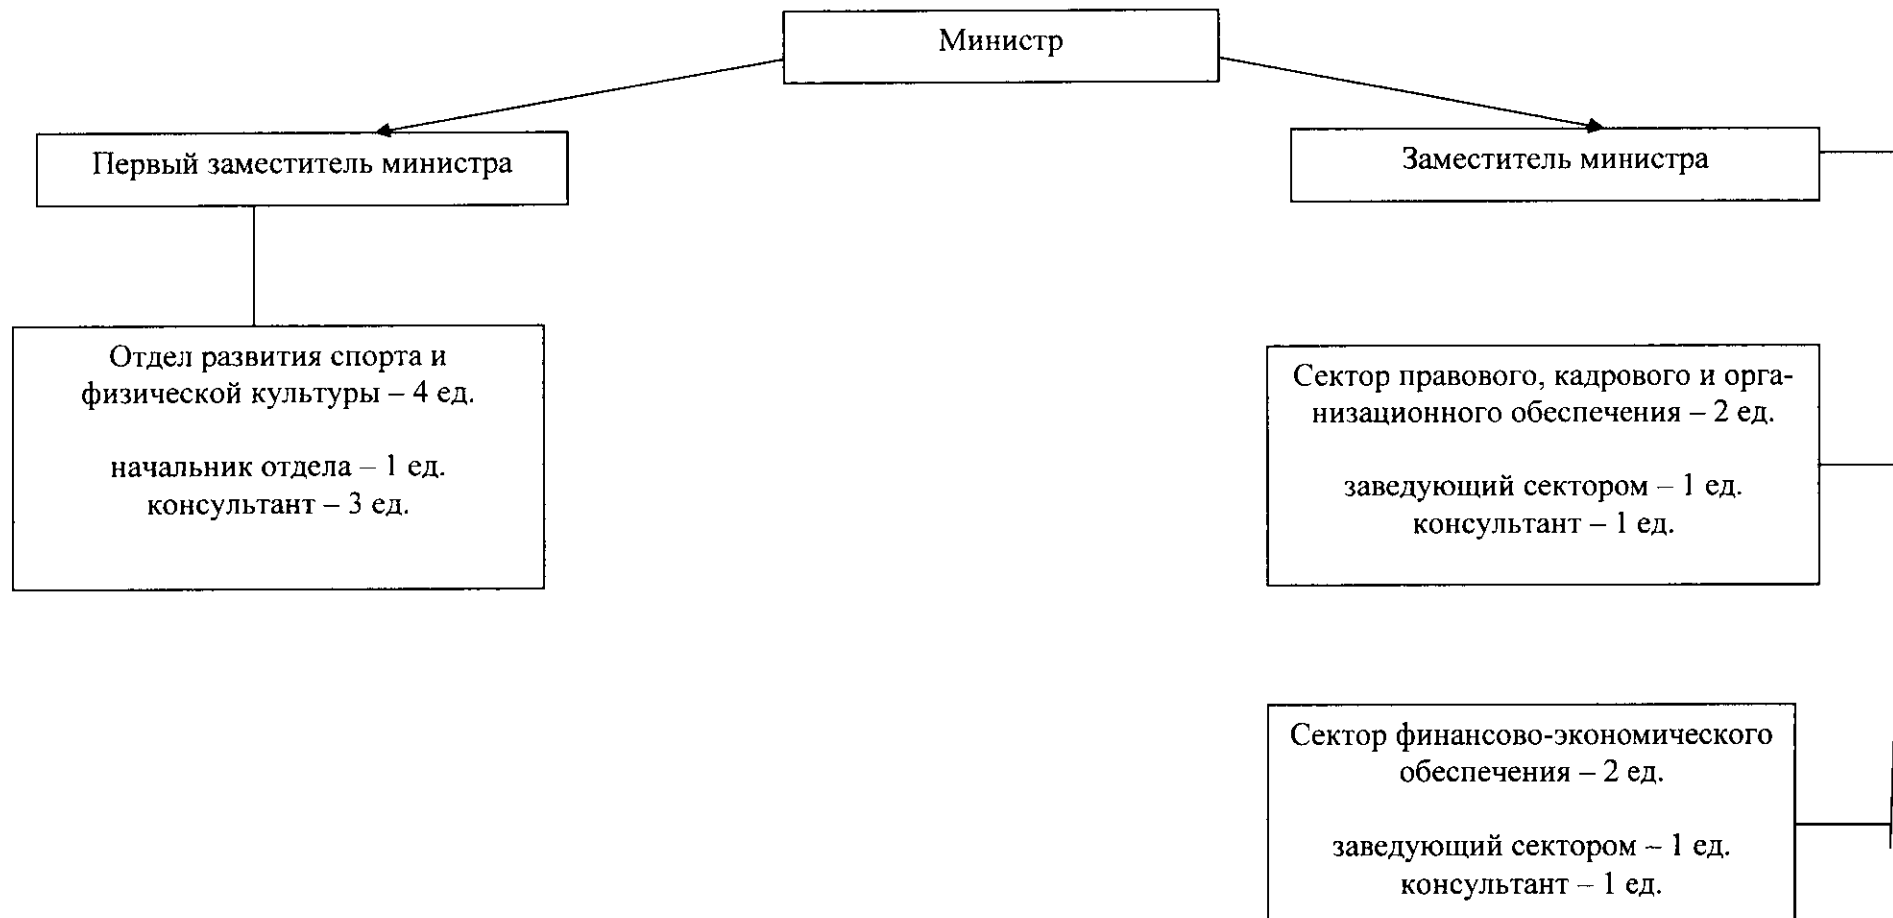 Министр
Первый заместитель министра
Заместитель министра
Отдел развития спорта и
физической культуры – 4 ед.
начальник отдела – 1 ед.
консультант – 3 ед.
Сектор правового, кадрового и орга-
низационного обеспечения – 2 ед.
заведующий сектором – 1 ед.
консультант – 1 ед.
Сектор финансово-экономического
обеспечения – 2 ед.
заведующий сектором – 1 ед.
консультант – 1 ед.